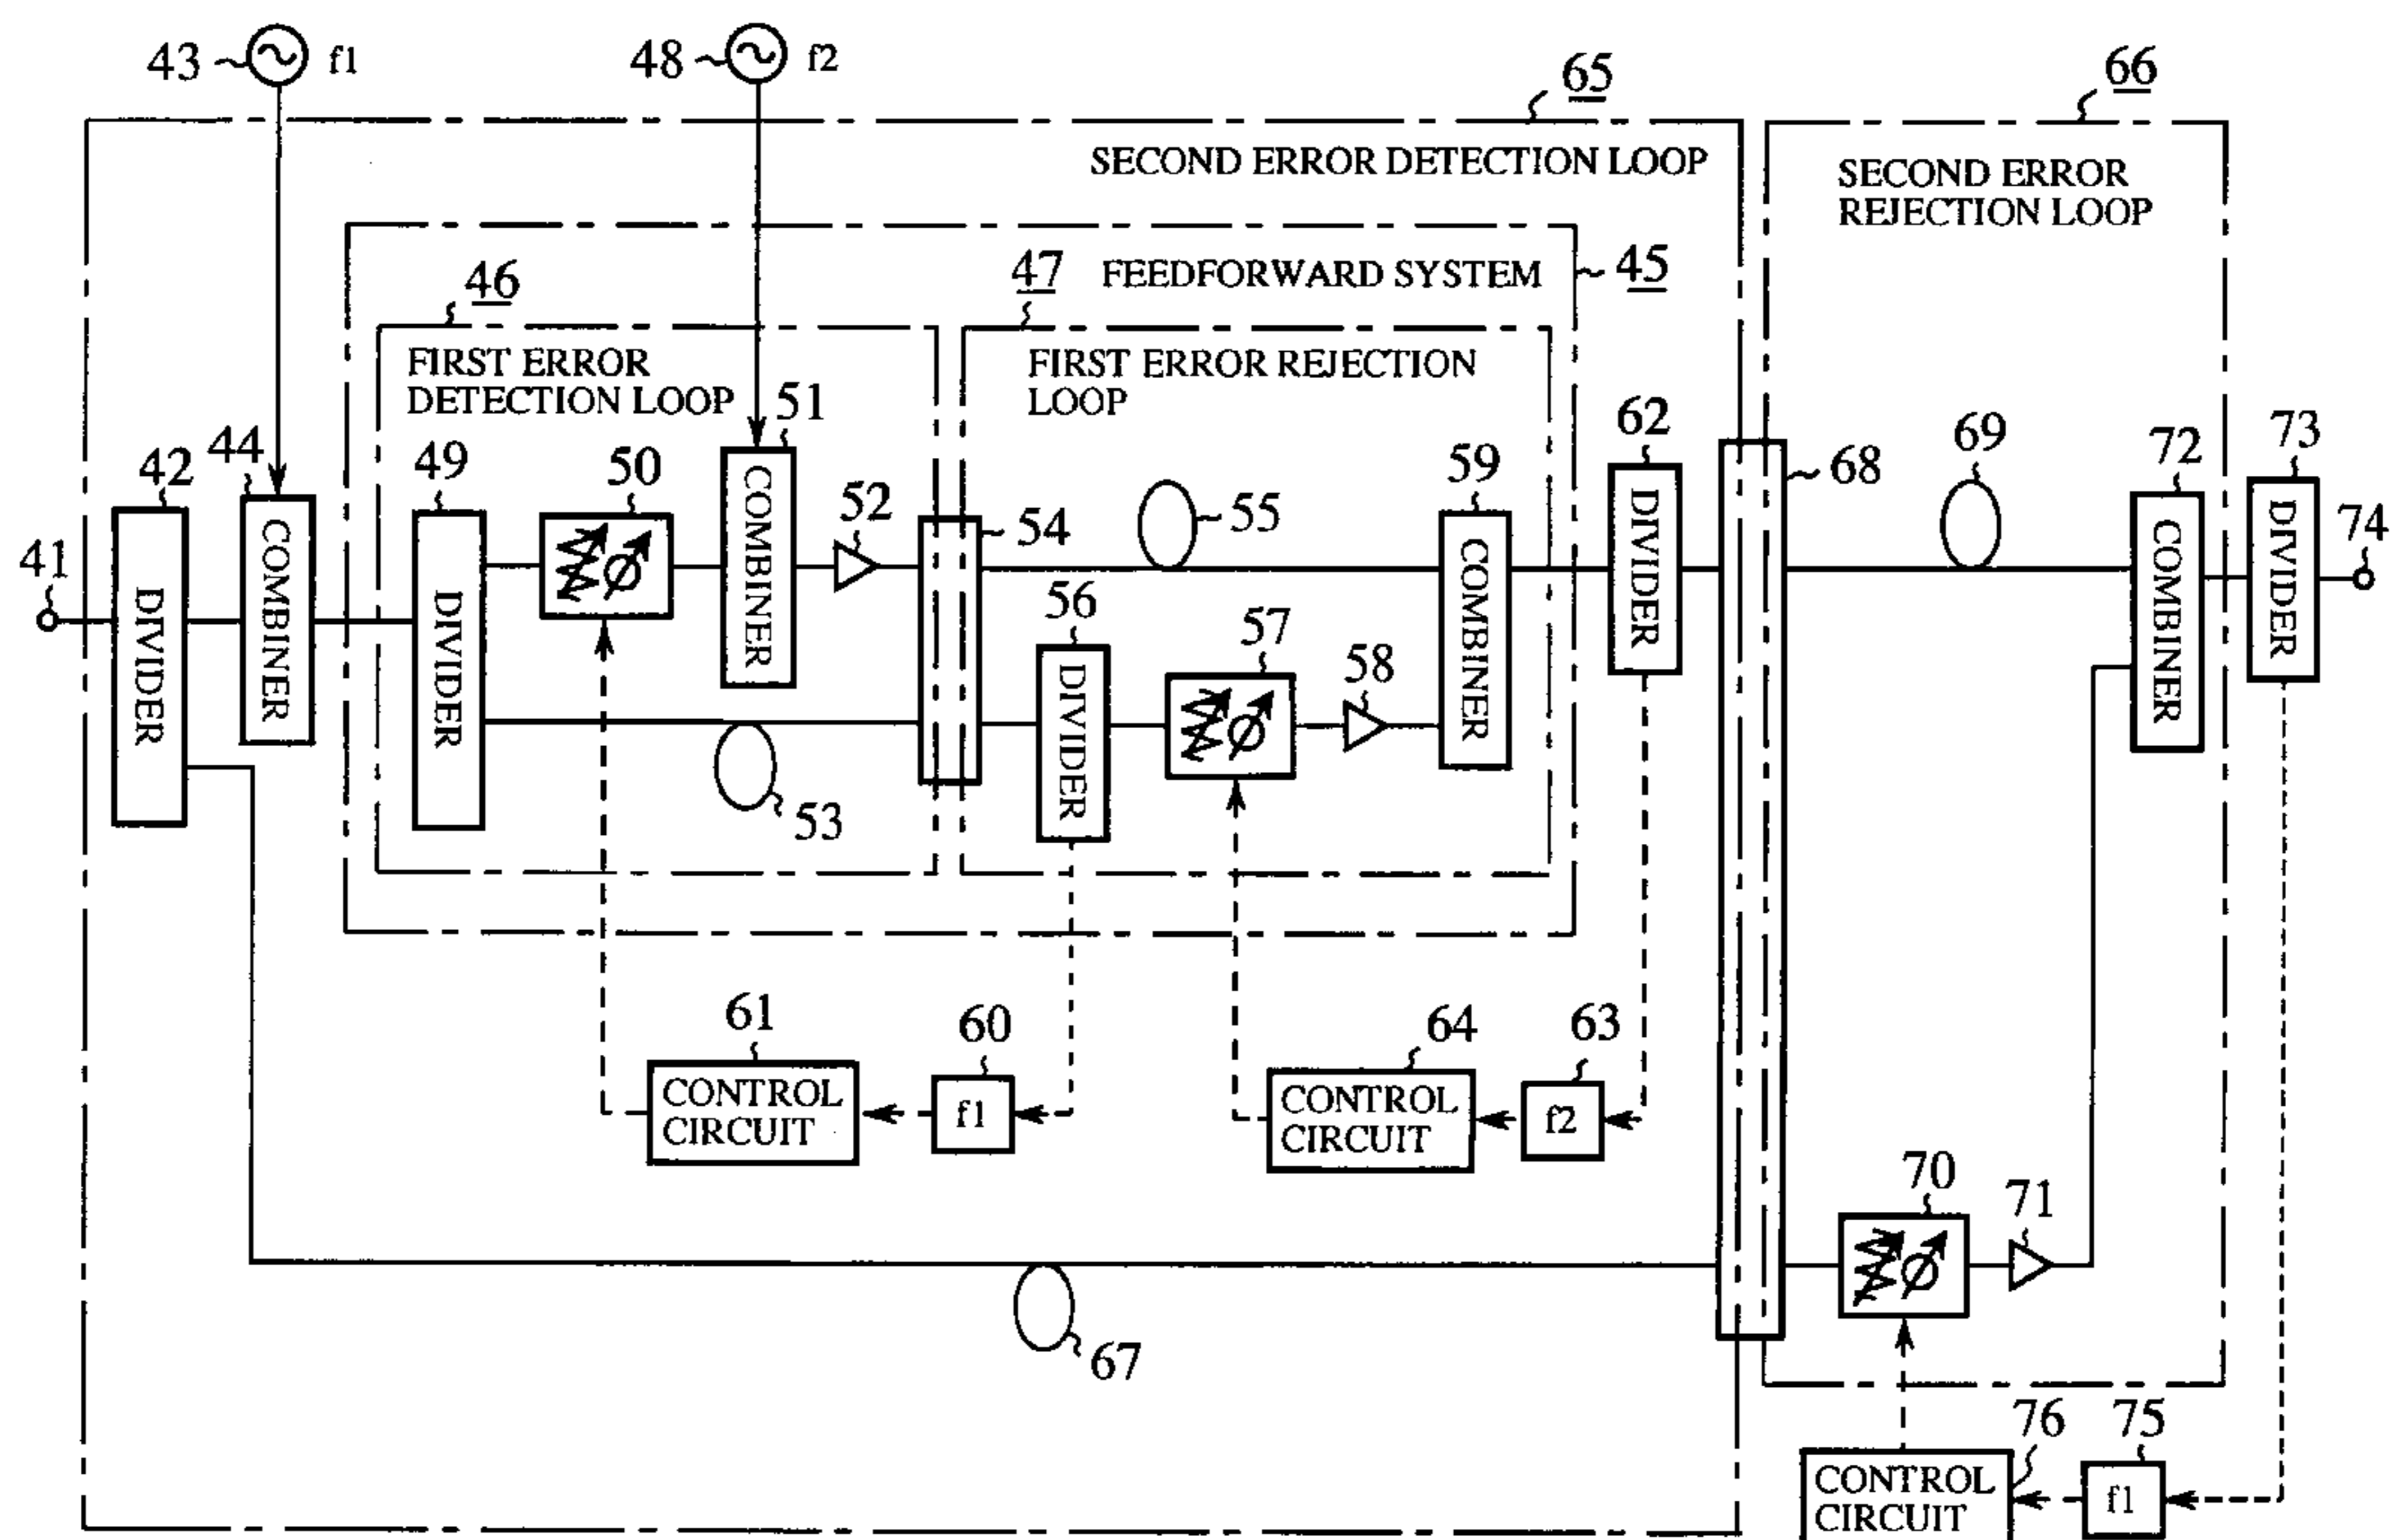 43
f1
48
f2
65
66
SECOND ERROR DETECTION LOOP
SECOND ERROR
REJECTION LOOP
46
47
FEEDFORWARD SYSTEM
45
FIRST ERROR
DETECTION LOOP
FIRST ERROR REJECTION
LOOP
41
42
DIVIDER
44
COMBINER
49
DIVIDER
50
51
COMBINER
52
53
54
55
56
DIVIDER
57
58
59
COMBINER
62
DIVIDER
68
69
72
COMBINER
73
DIVIDER
74
61
CONTROL
CIRCUIT
60
f1
64
CONTROL
CIRCUIT
63
f2
67
70
71
76
CONTROL
CIRCUIT
75
f1